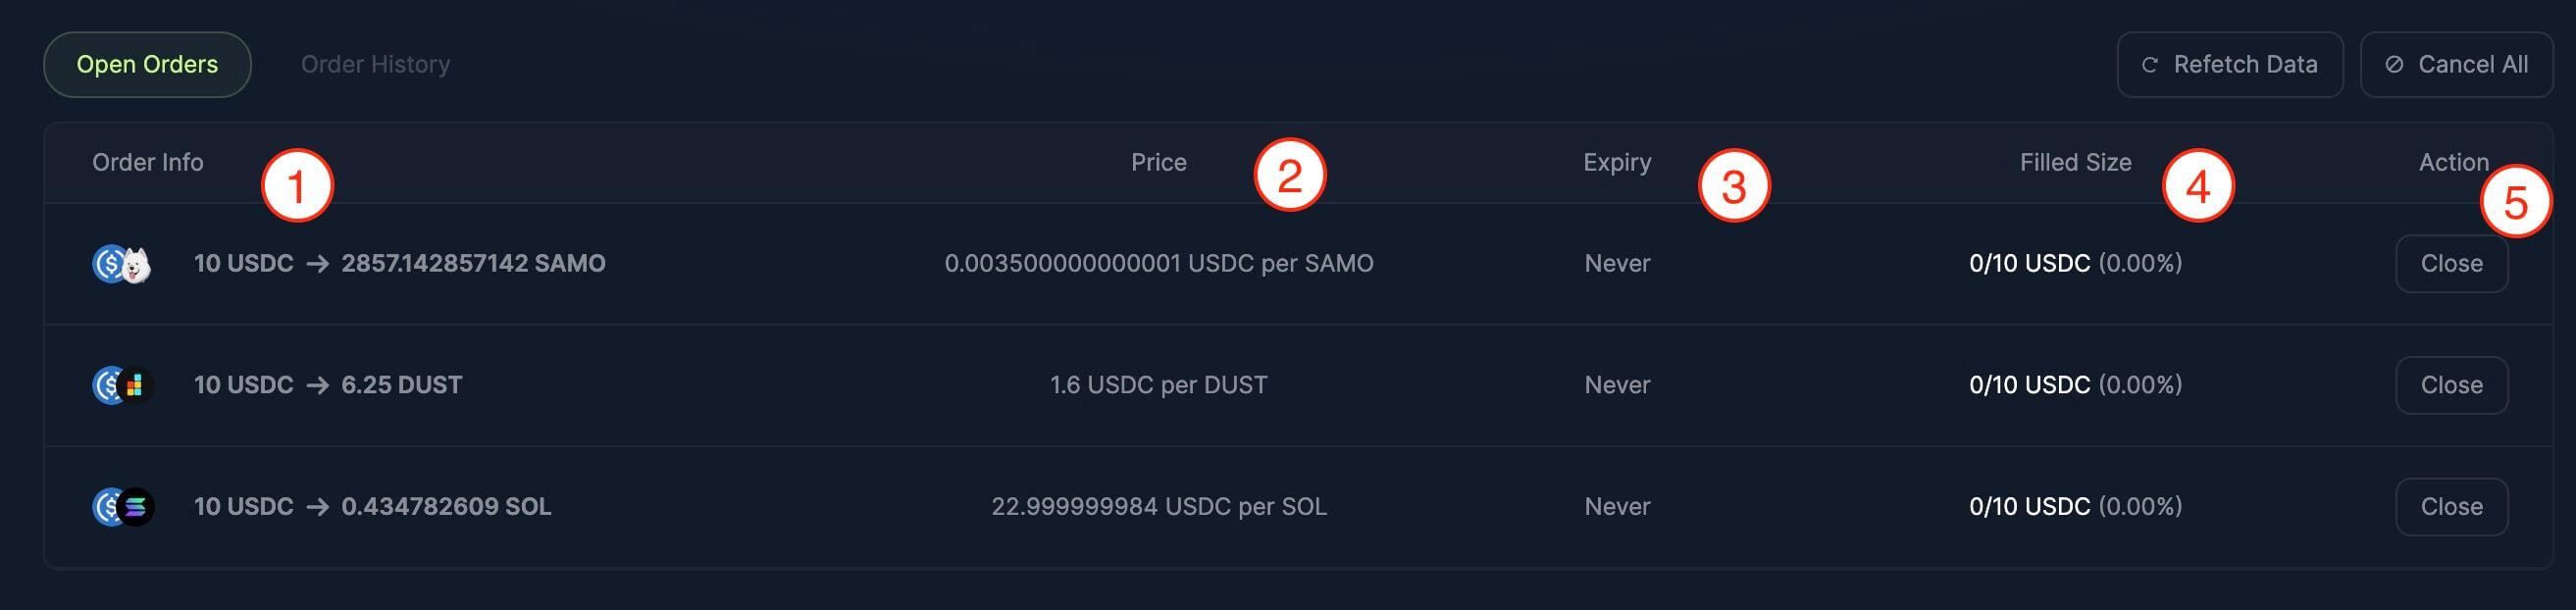 Open Orders Order History Refetch Data Cancel All
Order Info 1 Price 2 Expiry 3 Filled Size 4 Action 5
10 USDC → 2857.142857142 SAMO 0.003500000000001 USDC per SAMO Never 0/10 USDC (0.00%) Close
10 USDC → 6.25 DUST 1.6 USDC per DUST Never 0/10 USDC (0.00%) Close
10 USDC → 0.434782609 SOL 22.999999984 USDC per SOL Never 0/10 USDC (0.00%) Close